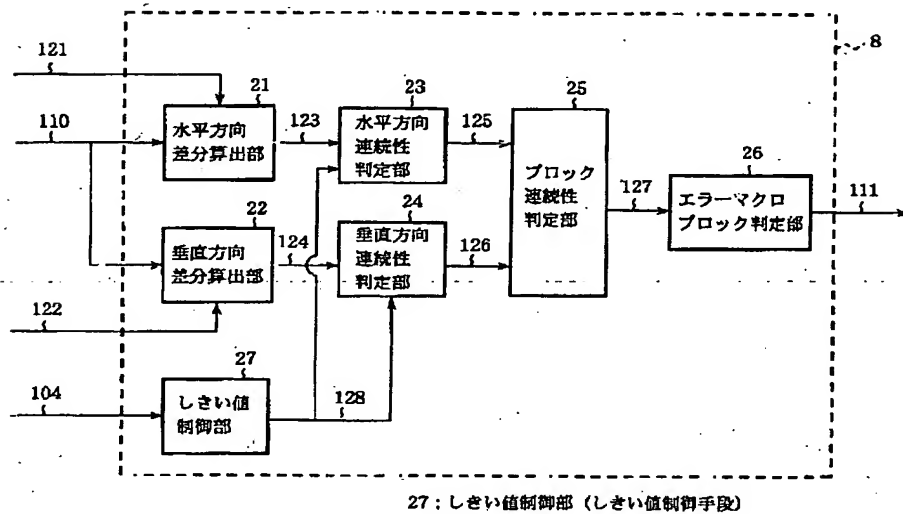 8
121
21
23
25
110
水平方向
差分算出部
123
水平方向
連続性
判定部
125
26
22
24
ブロック
連続性
判定部
127
エラーマクロ
ブロック判定部
111
垂直方向
差分算出部
124
垂直方向
連続性
判定部
126
122
27
104
しきい値
制御部
128
27：しきい値制御部（しきい値制御手段）